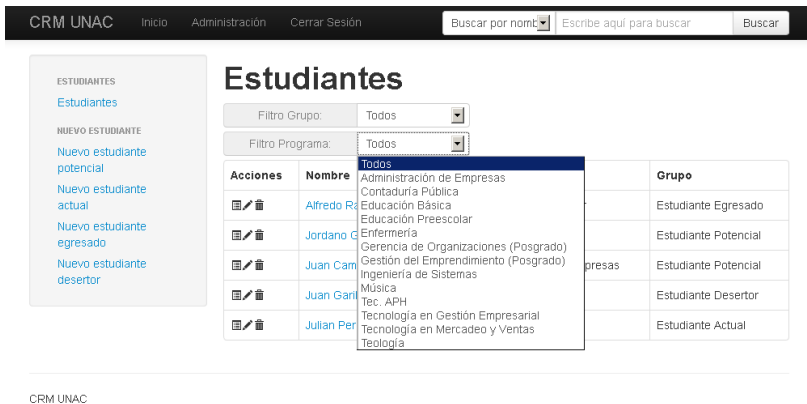 CRM UNAC Inicio Administración Cerrar Sesión Buscar por nomb Escribe aquí para buscar Buscar
ESTUDIANTES
Estudiantes
NUEVO ESTUDIANTE
Nuevo estudiante
potencial
Nuevo estudiante
actual
Nuevo estudiante
egresado
Nuevo estudiante
desertor
Estudiantes
Filtro Grupo: Todos
Filtro Programa: Todos
Todos
Administración de Empresas
Contaduría Pública
Educación Básica
Educación Preescolar
Enfermería
Gerencia de Organizaciones (Posgrado)
Gestión del Emprendimiento (Posgrado)
Ingeniería de Sistemas
Música
Tec. APH
Tecnología en Gestión Empresarial
Tecnología en Mercadeo y Ventas
Teología
Acciones Nombre Grupo
Alfredo Ra Estudiante Egresado
Jordano G Estudiante Potencial
Juan Cam presas Estudiante Potencial
Juan Gari Estudiante Desertor
Julian Per Estudiante Actual
CRM UNAC